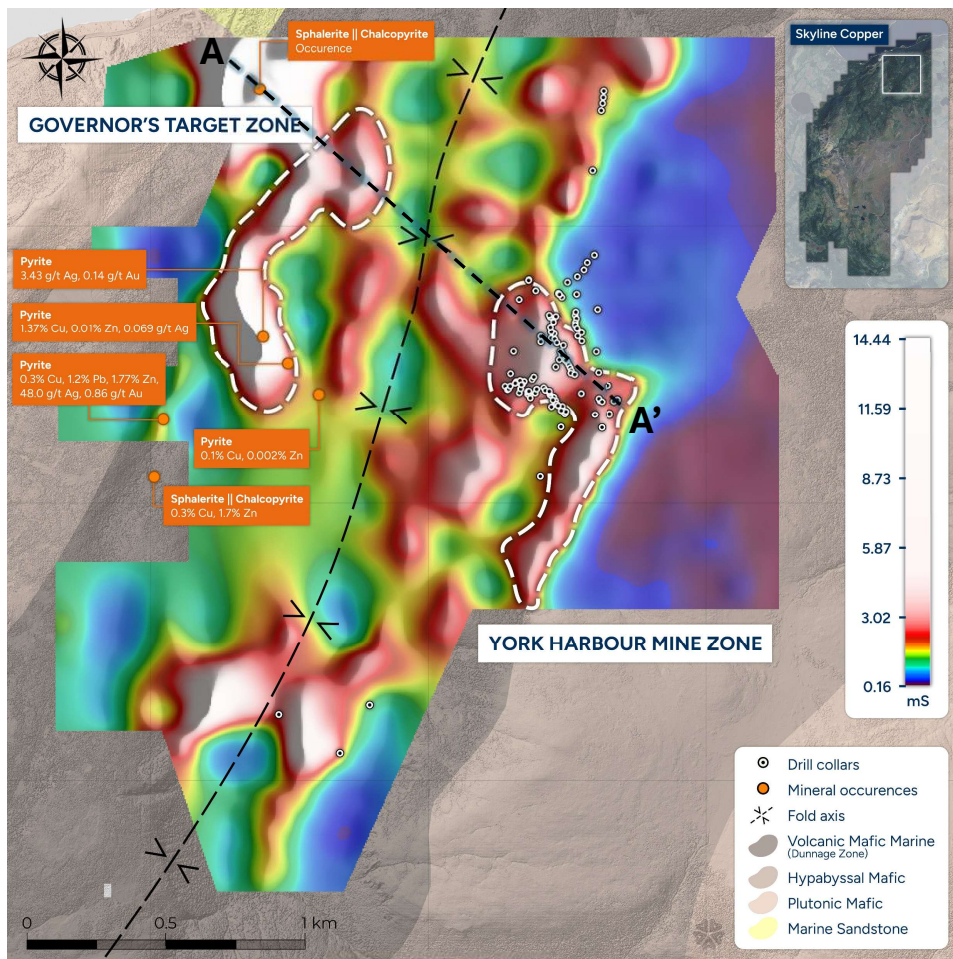 Skyline Copper
A
Sphalerite || Chalcopyrite
Occurence
GOVERNOR'S TARGET ZONE
Pyrite
3.43 g/t Ag, 0.14 g/t Au
Pyrite
1.37% Cu, 0.01% Zn, 0.069 g/t Ag
Pyrite
0.3% Cu, 1.2% Pb, 1.77% Zn,
48.0 g/t Ag, 0.86 g/t Au
Pyrite
0.1% Cu, 0.002% Zn
Sphalerite || Chalcopyrite
0.3% Cu, 1.7% Zn
A'
YORK HARBOUR MINE ZONE
14.44
11.59
8.73
5.87
3.02
0.16
mS
Drill collars
Mineral occurences
Fold axis
Volcanic Mafic Marine
(Dunnage Zone)
Hypabyssal Mafic
Plutonic Mafic
Marine Sandstone
0 0.5 1 km